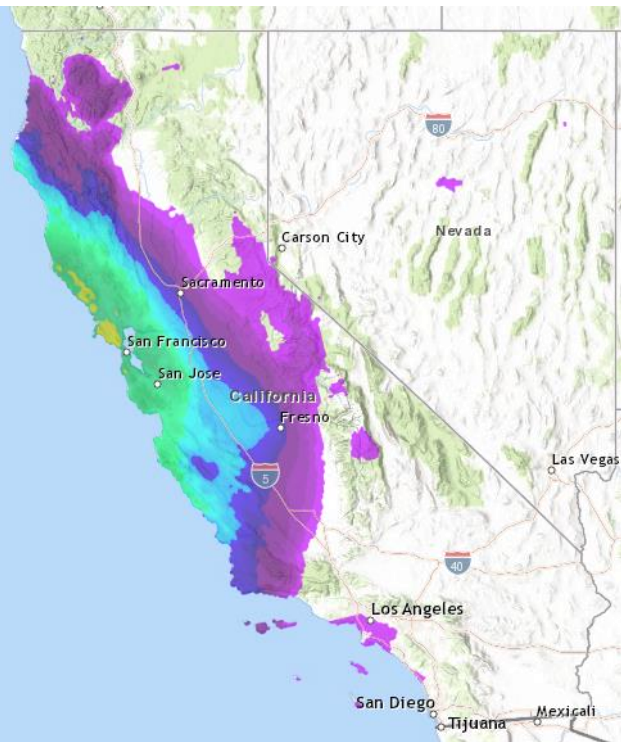 80
Nevada
Carson City
Sacramento
San Francisco
San Jose
California
Fresno
Las Vegas
5
40
Los Angeles
San Diego
Tijuana
Mexicali